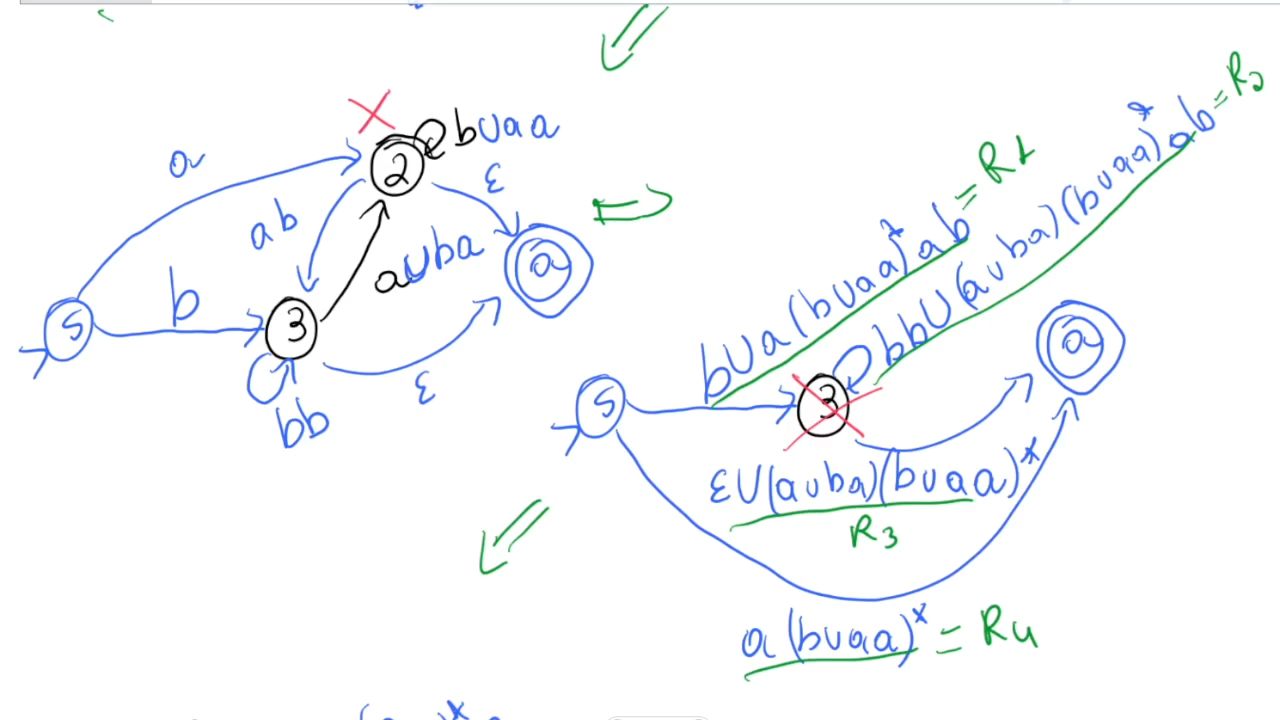 b∪aa
a
2
ε
ab
a∪ba
a
b
S
3
ε
bb
b∪a(b∪aa)*ab = R1
bb∪(a∪ba)(b∪aa)*ab = R2
S
3
a
ε∪(a∪ba)(b∪aa)*
R3
a(b∪aa)* = R4